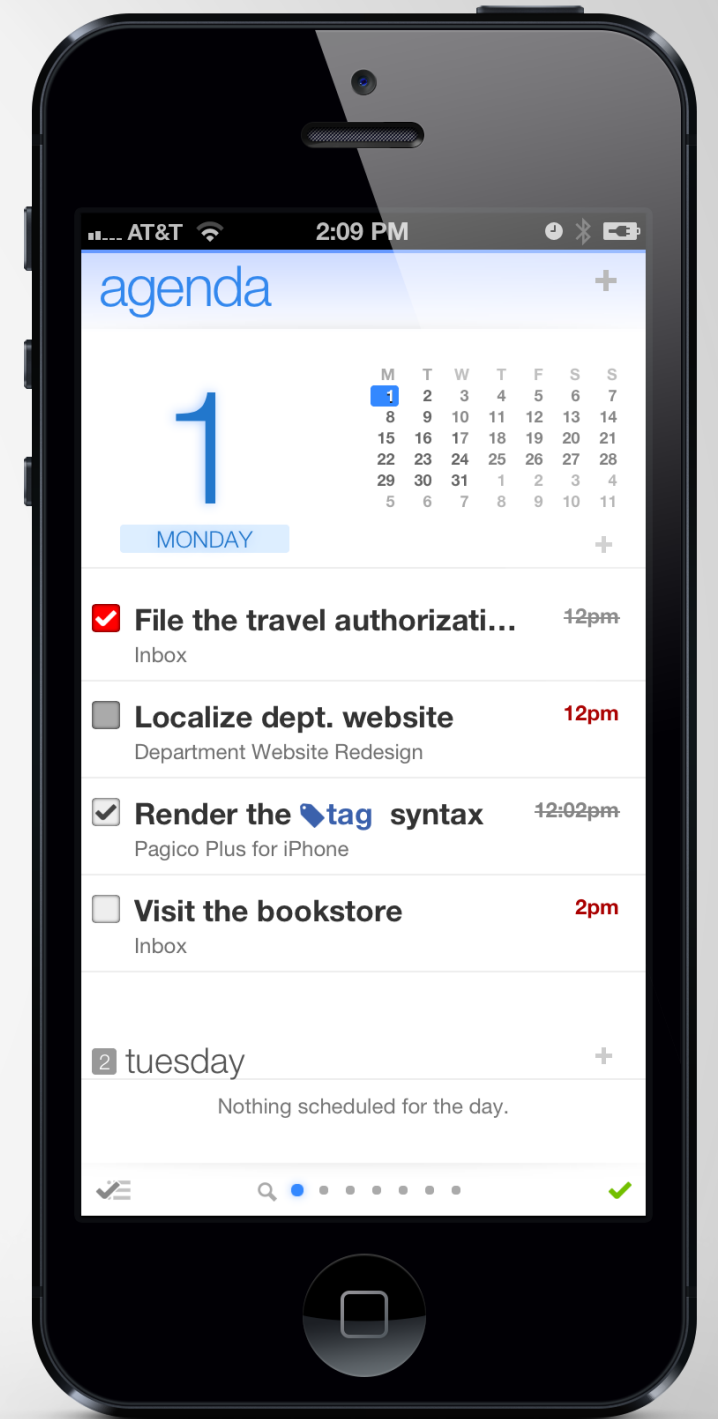 AT&T 2:09 PM
agenda +
1
MONDAY
M T W T F S S
1 2 3 4 5 6 7
8 9 10 11 12 13 14
15 16 17 18 19 20 21
22 23 24 25 26 27 28
29 30 31 1 2 3 4
5 6 7 8 9 10 11
+
File the travel authorizati... 12pm
Inbox
Localize dept. website 12pm
Department Website Redesign
Render the tag syntax 12:02pm
Pagico Plus for iPhone
Visit the bookstore 2pm
Inbox
2 tuesday +
Nothing scheduled for the day.